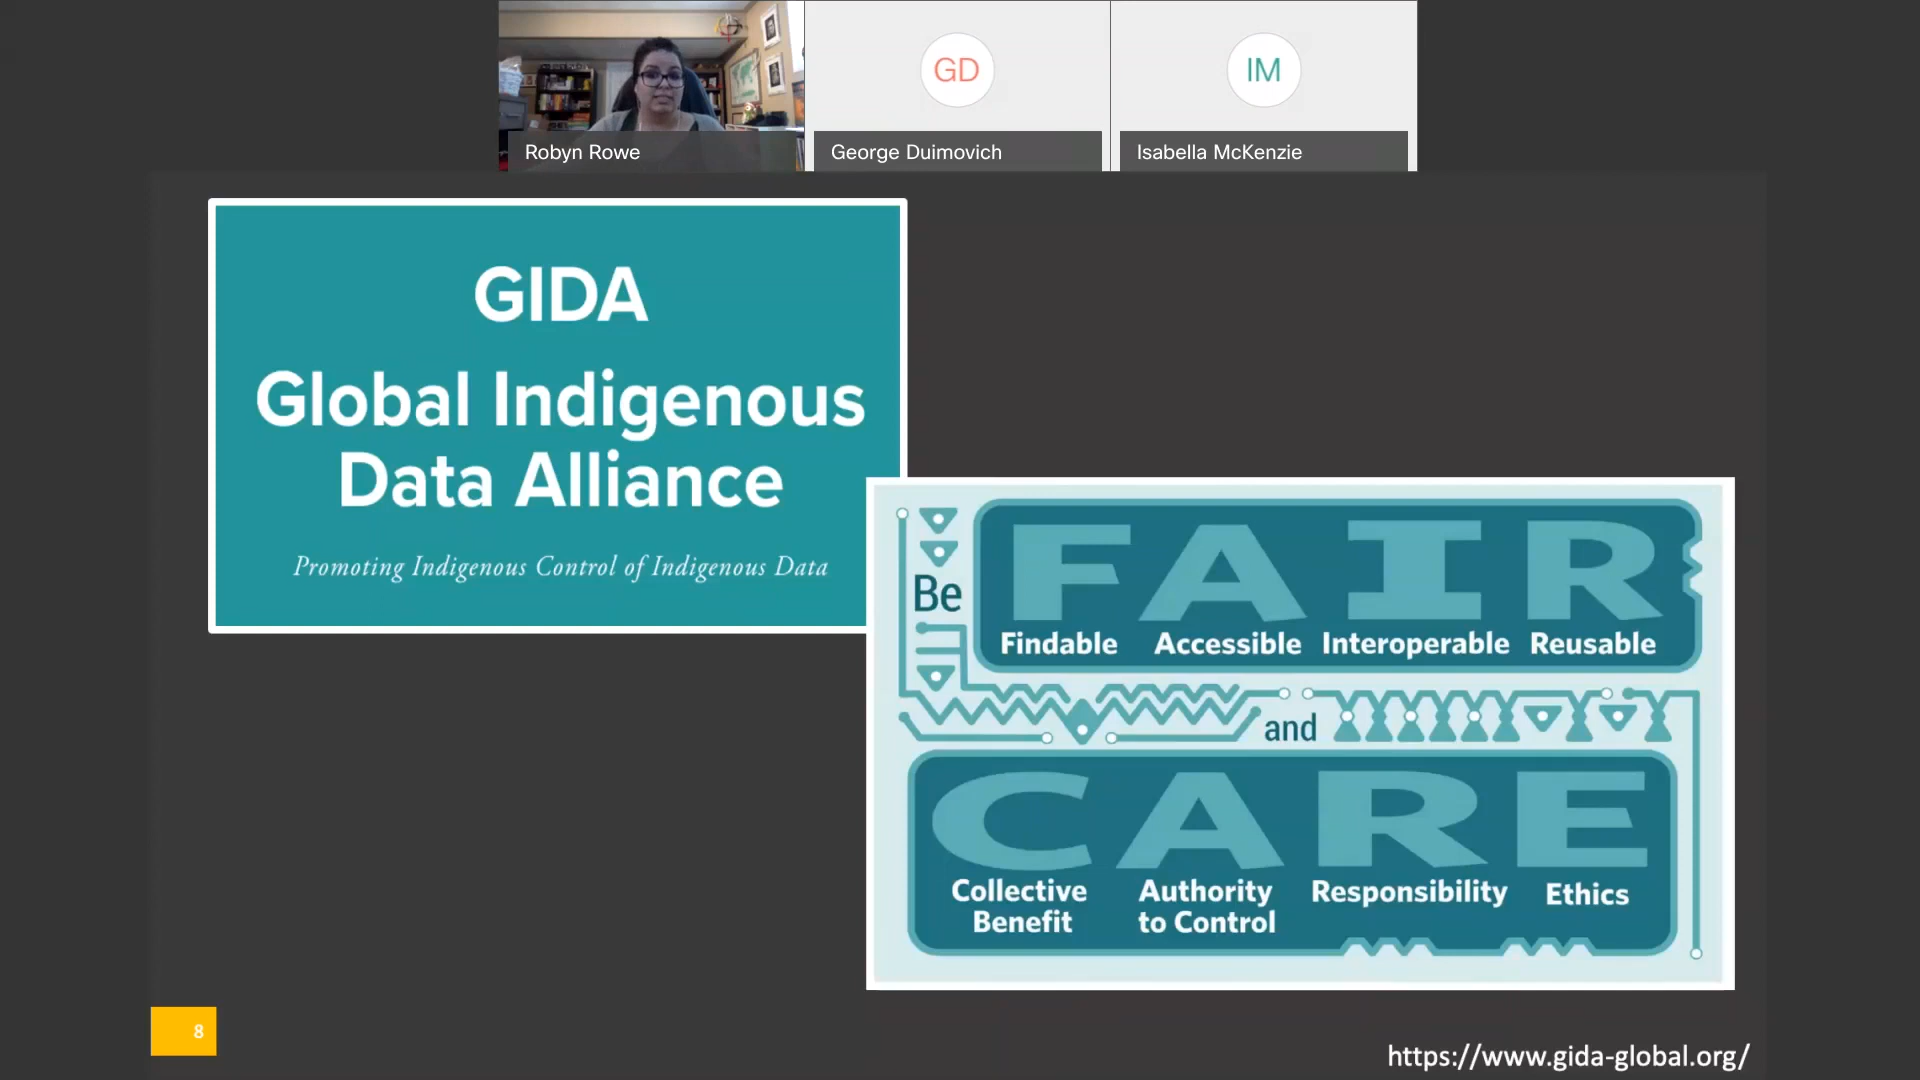 GD
IM
Robyn Rowe
George Duimovich
Isabella McKenzie
GIDA
Global Indigenous
Data Alliance
Promoting Indigenous Control of Indigenous Data
Be
FAIR
Findable Accessible Interoperable Reusable
and
CARE
Collective Benefit
Authority to Control
Responsibility
Ethics
8
https://www.gida-global.org/